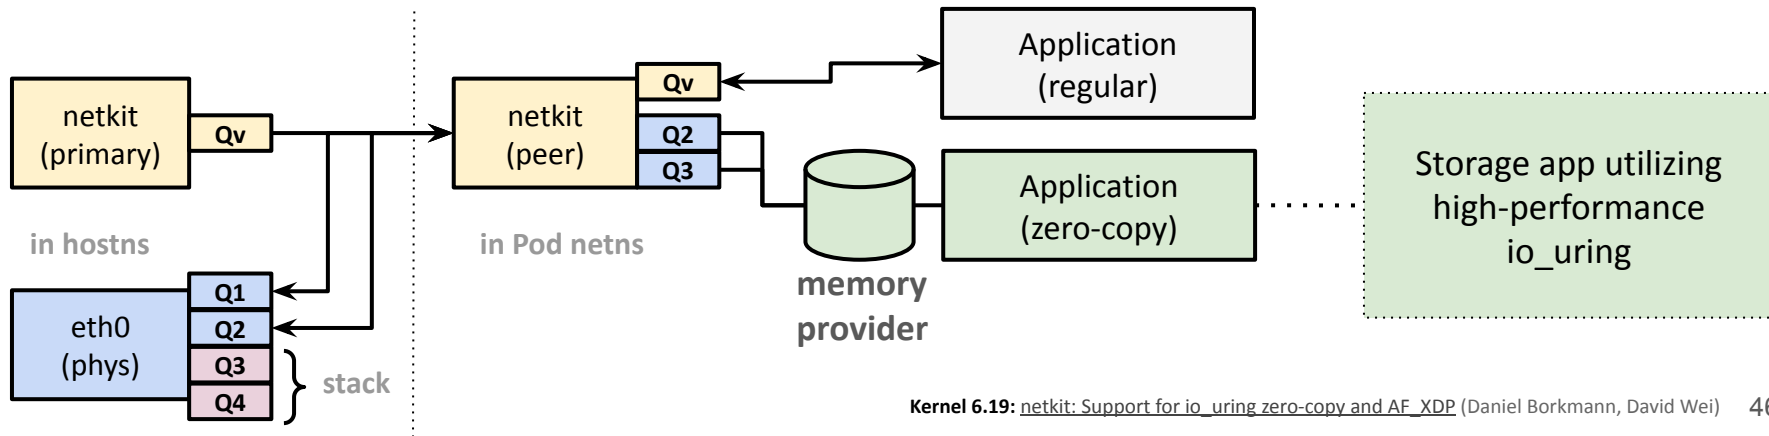 netkit
(primary)
Qv
in hostns
eth0
(phys)
Q1
Q2
Q3
Q4
stack
netkit
(peer)
Qv
Q2
Q3
in Pod netns
memory
provider
Application
(regular)
Application
(zero-copy)
Storage app utilizing
high-performance
io_uring
Kernel 6.19: netkit: Support for io_uring zero-copy and AF_XDP (Daniel Borkmann, David Wei)
46